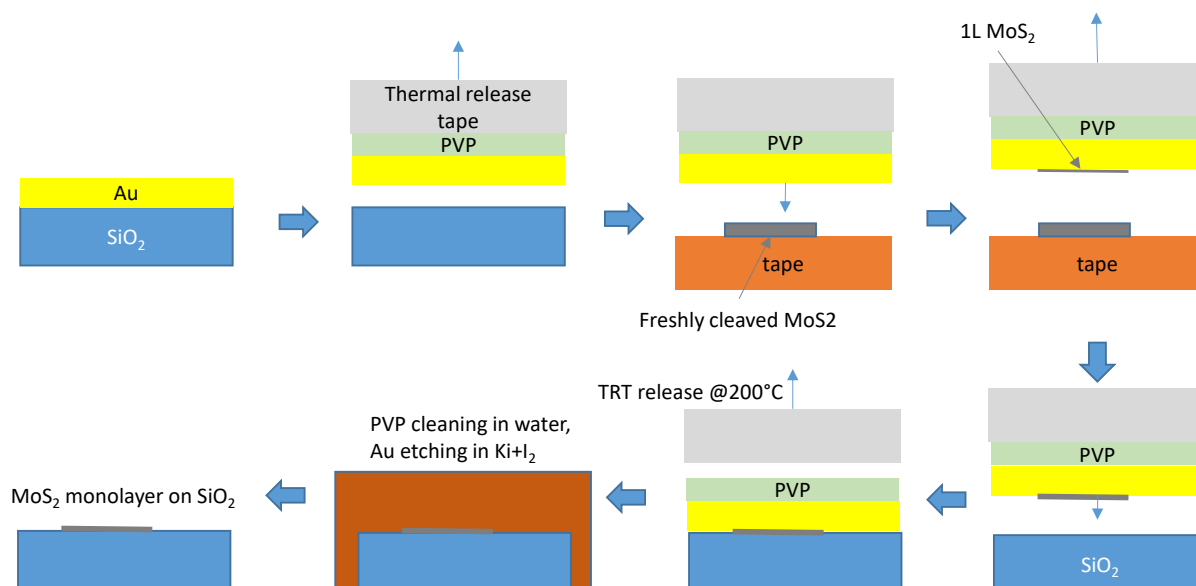 Au
SiO₂
Thermal release
tape
PVP
PVP
tape
Freshly cleaved MoS2
1L MoS₂
PVP
tape
PVP
SiO₂
TRT release @200°C
PVP
PVP cleaning in water,
Au etching in Ki+I₂
MoS₂ monolayer on SiO₂